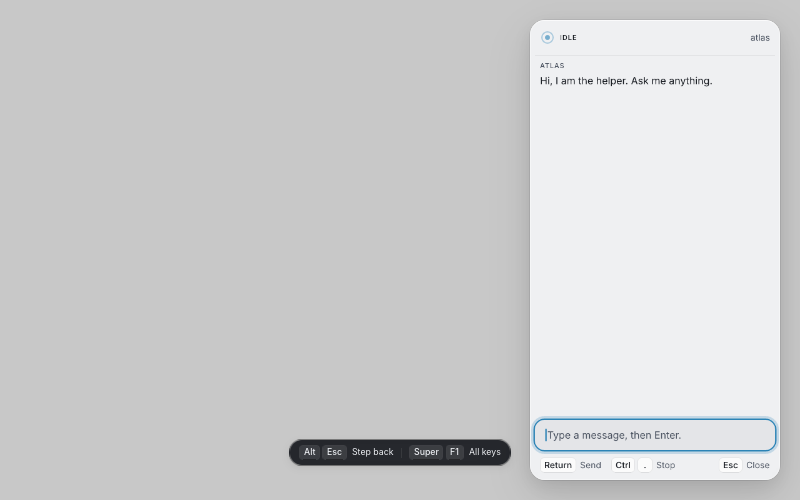 IDLE
atlas
ATLAS
Hi, I am the helper. Ask me anything.
Type a message, then Enter.
Alt Esc Step back Super F1 All keys
Return Send Ctrl . Stop Esc Close